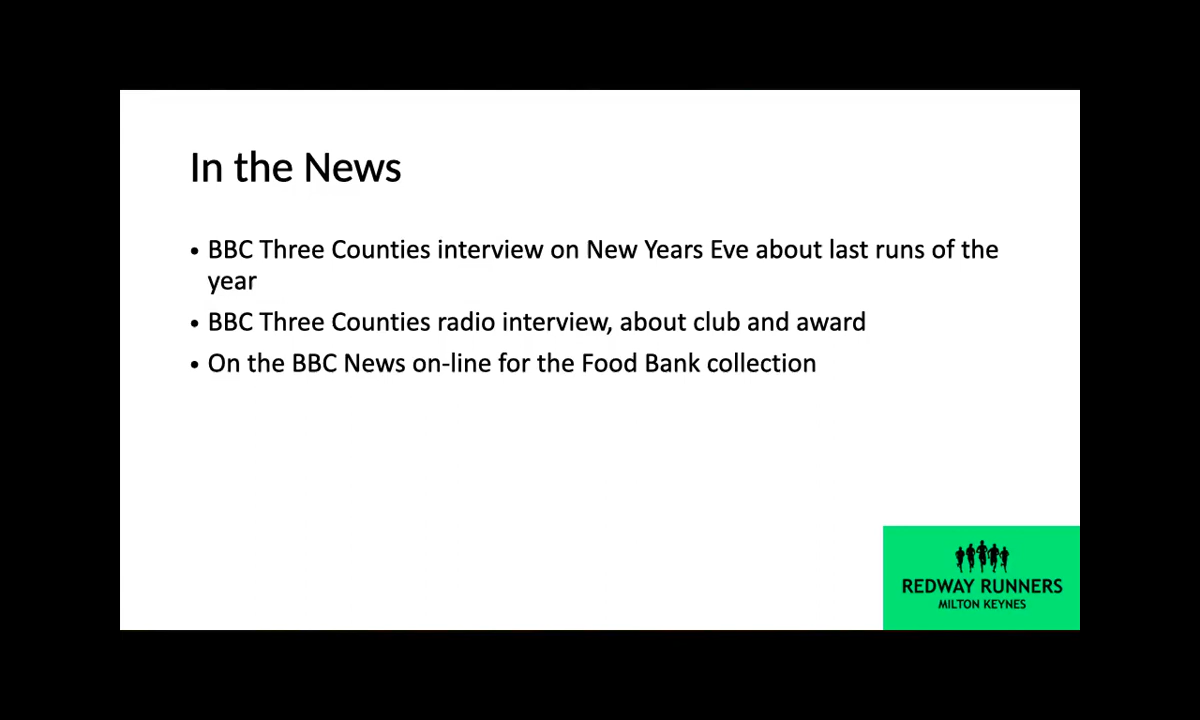 In the News
• BBC Three Counties interview on New Years Eve about last runs of the
year
• BBC Three Counties radio interview, about club and award
• On the BBC News on-line for the Food Bank collection
REDWAY RUNNERS
MILTON KEYNES